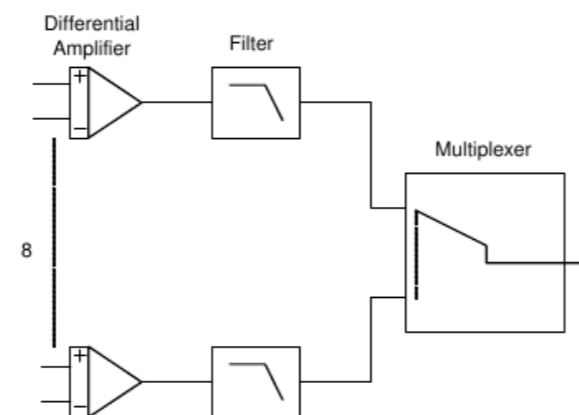 Differential
Amplifier
Filter
+
−
Multiplexer
8
+
−